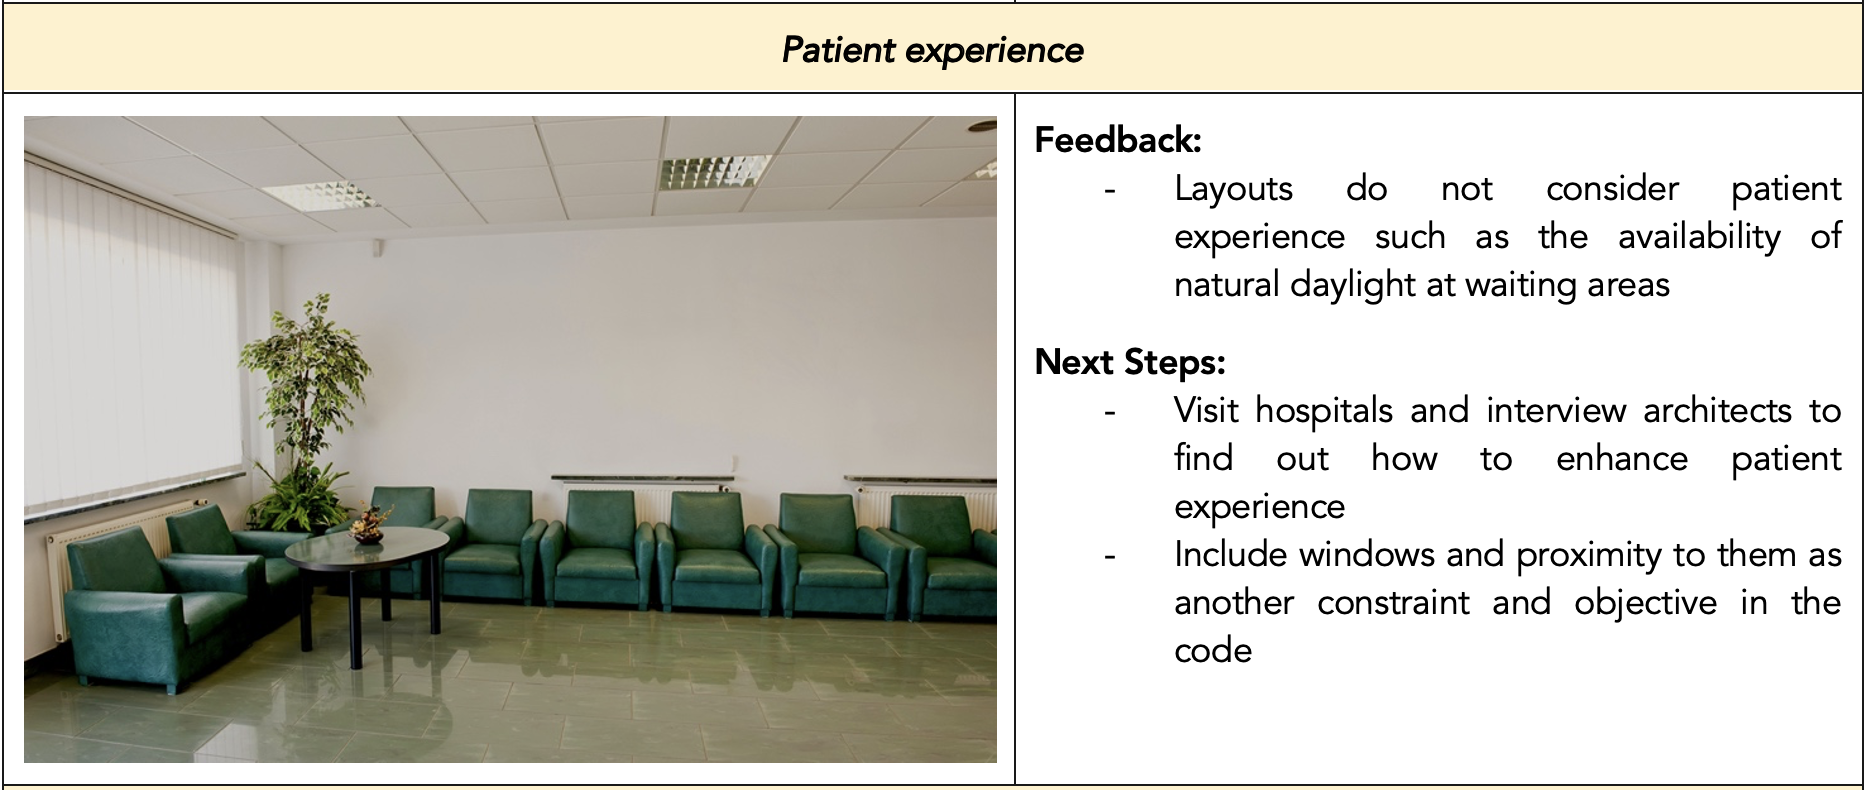 Patient experience
Feedback:
- Layouts do not consider patient
experience such as the availability of
natural daylight at waiting areas
Next Steps:
- Visit hospitals and interview architects to
find out how to enhance patient
experience
- Include windows and proximity to them as
another constraint and objective in the
code